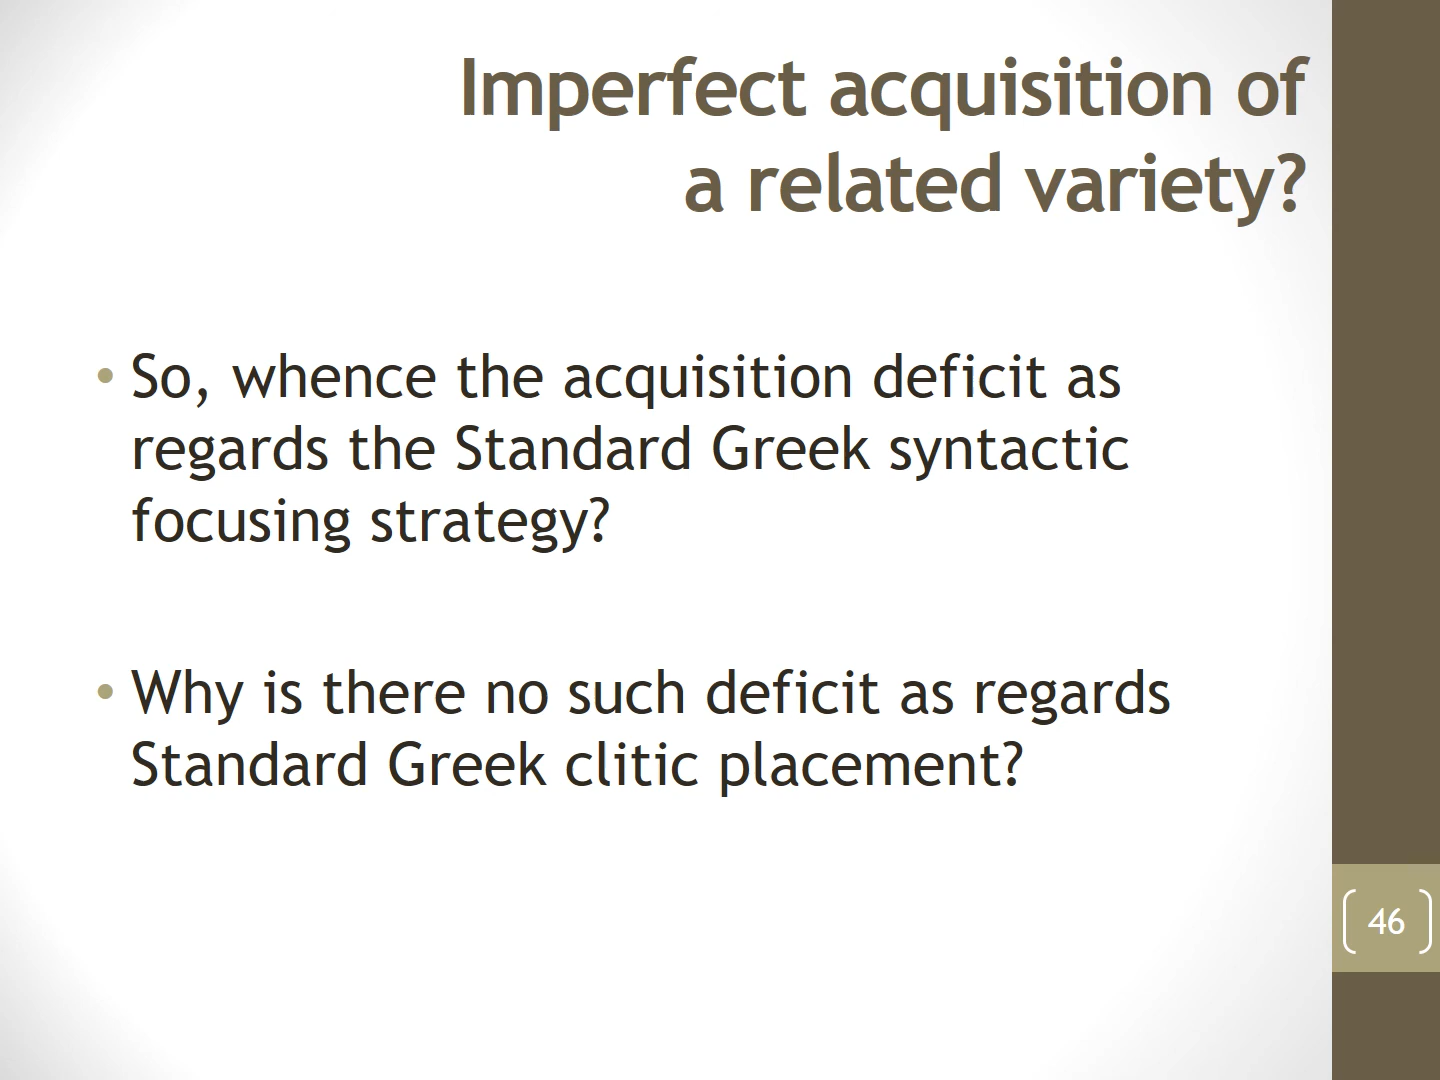 Imperfect acquisition of
a related variety?
• So, whence the acquisition deficit as
regards the Standard Greek syntactic
focusing strategy?
• Why is there no such deficit as regards
Standard Greek clitic placement?
46